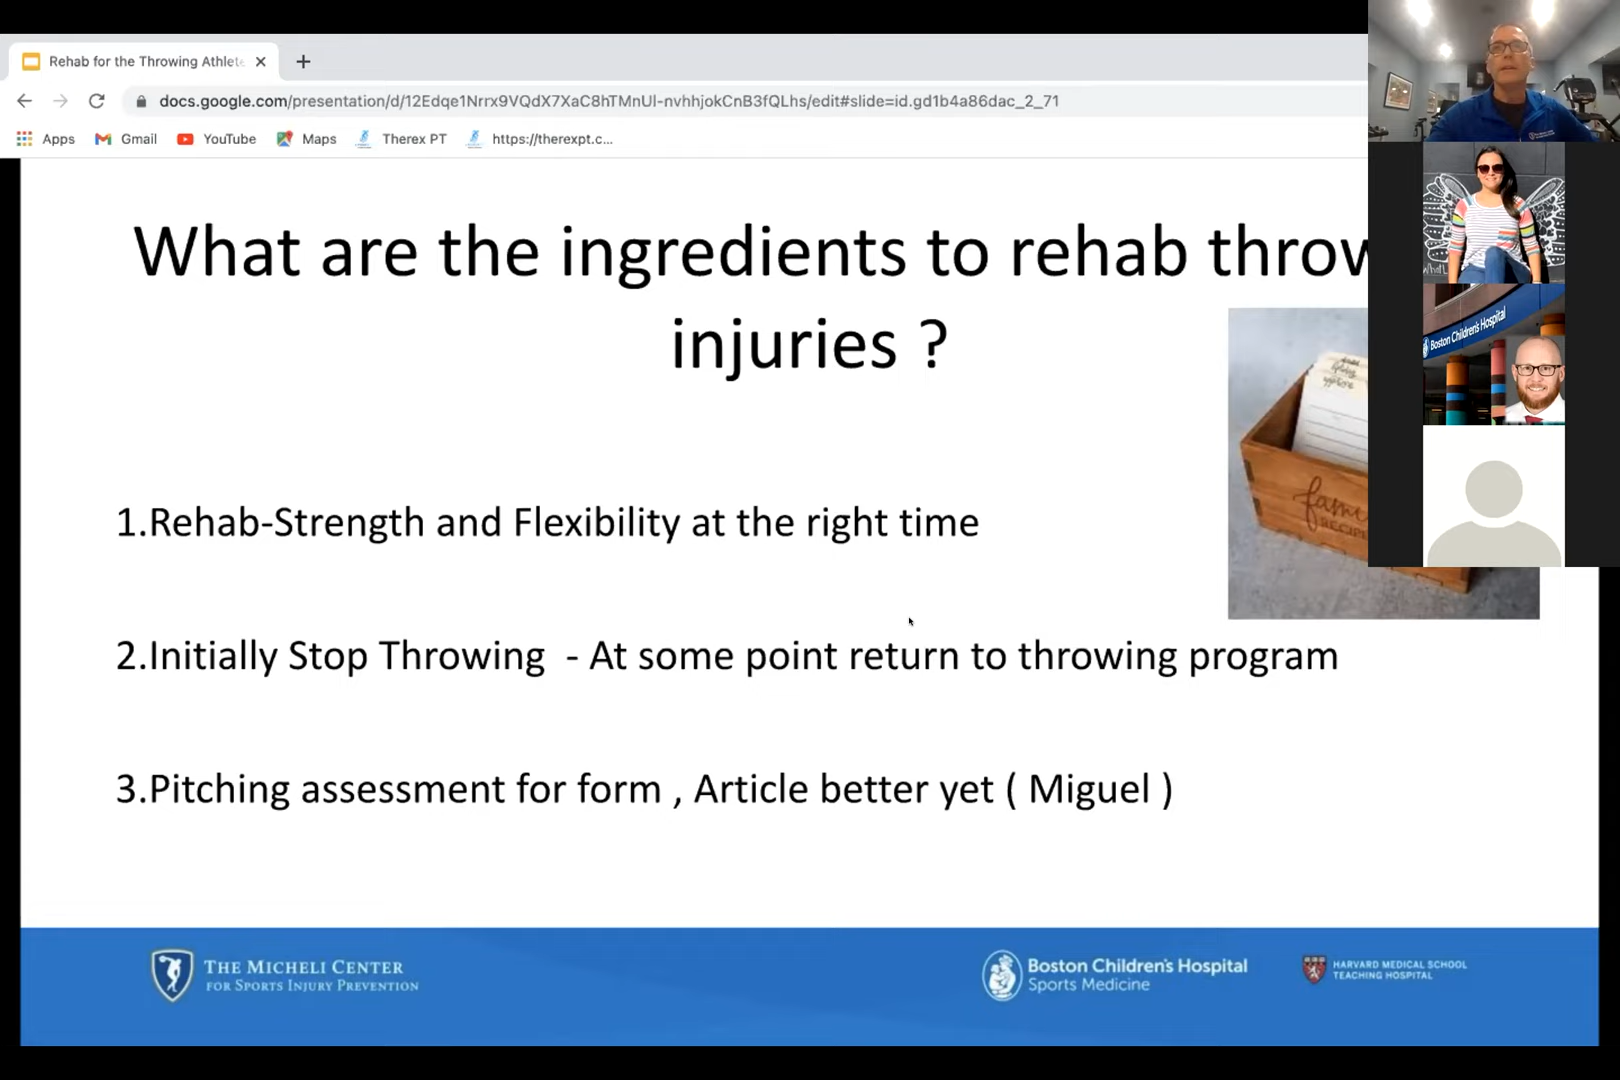 Rehab for the Throwing Athlete
docs.google.com/presentation/d/12Edqe1Nrrx9VQdX7XaC8hTMnUI-nvhhjokCnB3fQLhs/edit#slide=id.gd1b4a86dac_2_71
Apps Gmail YouTube Maps Therex PT https://therexpt.c...
What are the ingredients to rehab throw
injuries ?
Boston Children's Hospital
1.Rehab-Strength and Flexibility at the right time
2.Initially Stop Throwing - At some point return to throwing program
3.Pitching assessment for form , Article better yet ( Miguel )
THE MICHELI CENTER
FOR SPORTS INJURY PREVENTION
Boston Children's Hospital
Sports Medicine
HARVARD MEDICAL SCHOOL
TEACHING HOSPITAL